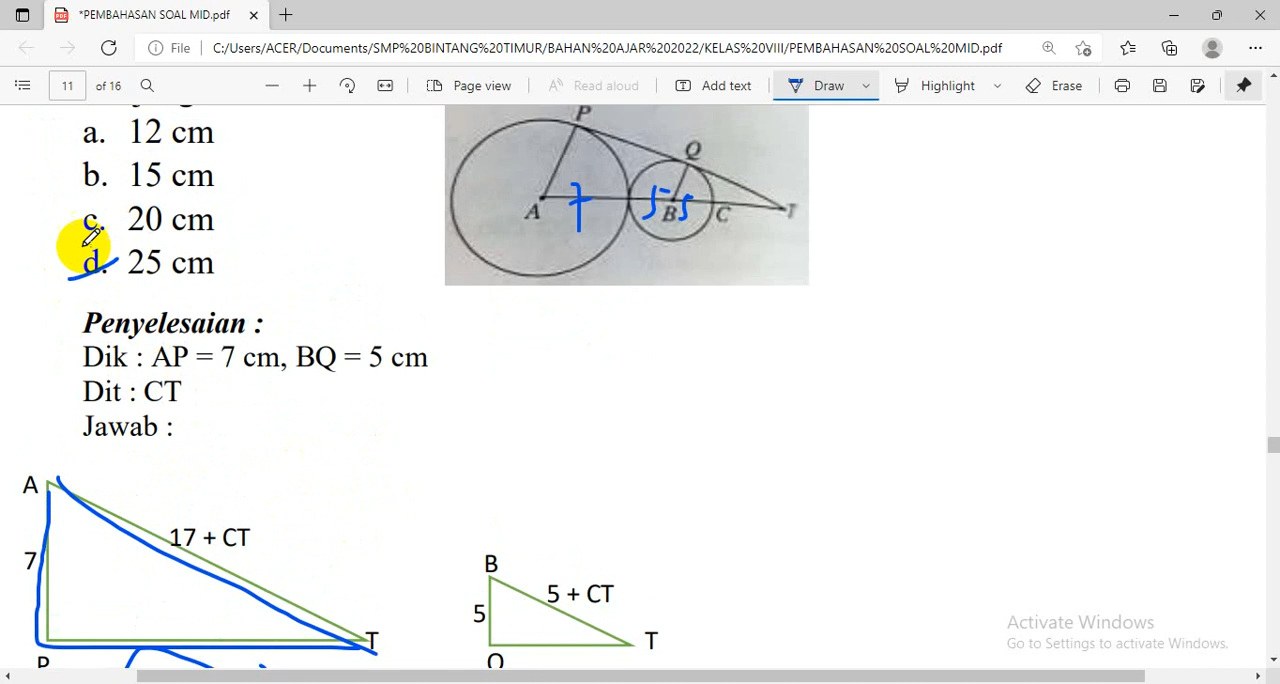 *PEMBAHASAN SOAL MID.pdf
File C:/Users/ACER/Documents/SMP%20BINTANG%20TIMUR/BAHAN%20AJAR%202022/KELAS%20VIII/PEMBAHASAN%20SOAL%20MID.pdf
11 of 16 Page view Read aloud Add text Draw Highlight Erase
a. 12 cm
b. 15 cm
c. 20 cm
d. 25 cm
P
Q
A 7 5 B 5 C T
Penyelesaian :
Dik : AP = 7 cm, BQ = 5 cm
Dit : CT
Jawab :
A
17 + CT
7
T
P
B
5 + CT
5
T
Q
Activate Windows
Go to Settings to activate Windows.